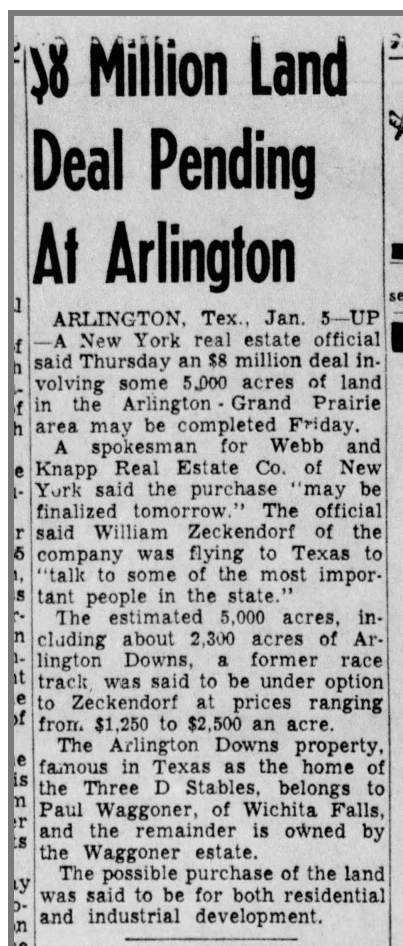 $8 Million Land
Deal Pending
At Arlington
ARLINGTON, Tex., Jan. 5—UP
—A New York real estate official
said Thursday an $8 million deal in-
volving some 5,000 acres of land
in the Arlington - Grand Prairie
area may be completed Friday.
A spokesman for Webb and
Knapp Real Estate Co. of New
York said the purchase "may be
finalized tomorrow." The official
said William Zeckendorf of the
company was flying to Texas to
"talk to some of the most impor-
tant people in the state."
The estimated 5,000 acres, in-
cluding about 2,300 acres of Ar-
lington Downs, a former race
track, was said to be under option
to Zeckendorf at prices ranging
from $1,250 to $2,500 an acre.
The Arlington Downs property,
famous in Texas as the home of
the Three D Stables, belongs to
Paul Waggoner, of Wichita Falls,
and the remainder is owned by
the Waggoner estate.
The possible purchase of the land
was said to be for both residential
and industrial development.